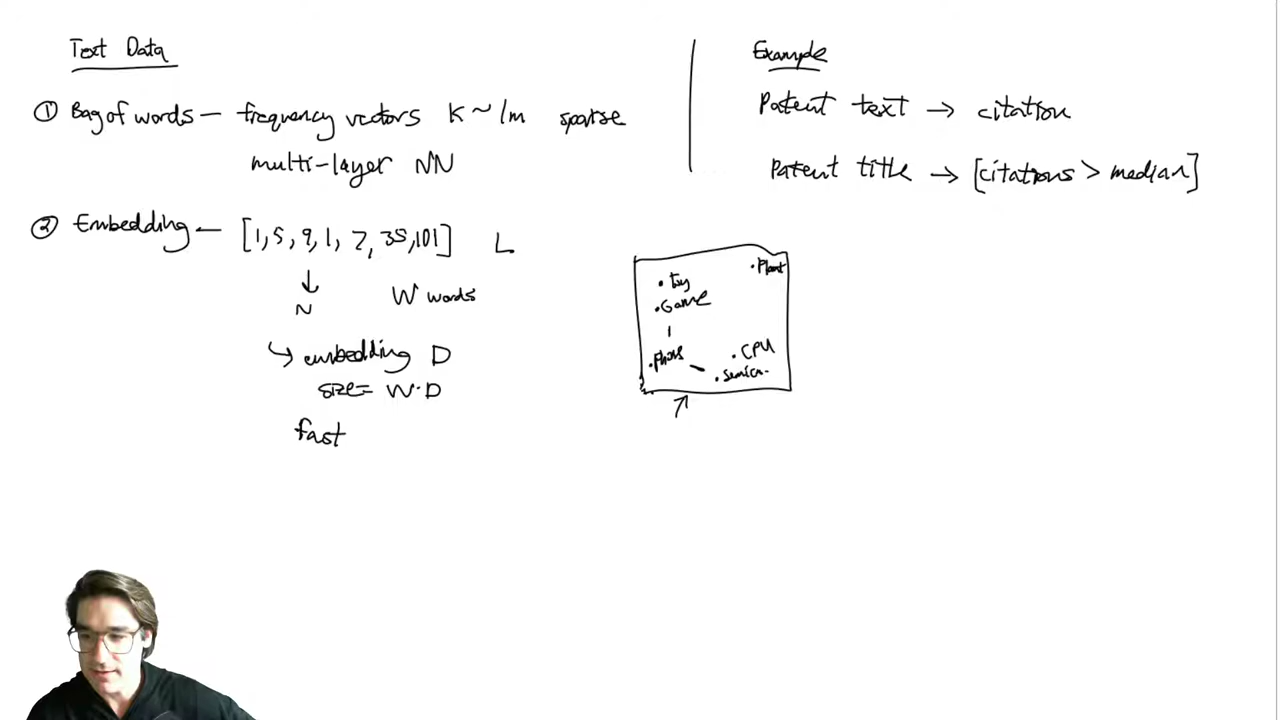 Text Data
① Bag of words — frequency vectors K ~ 1m sparse
multi-layer NN
② Embedding — [1, 5, 9, 1, 7, 35, 101] L
↓
N W words
↳ embedding D
size = W·D
fast
Example
Patent text → citation
Patent title → [citations > median]
• Plant
• Toy
• Game
• Phone
• CPU
• semicn-